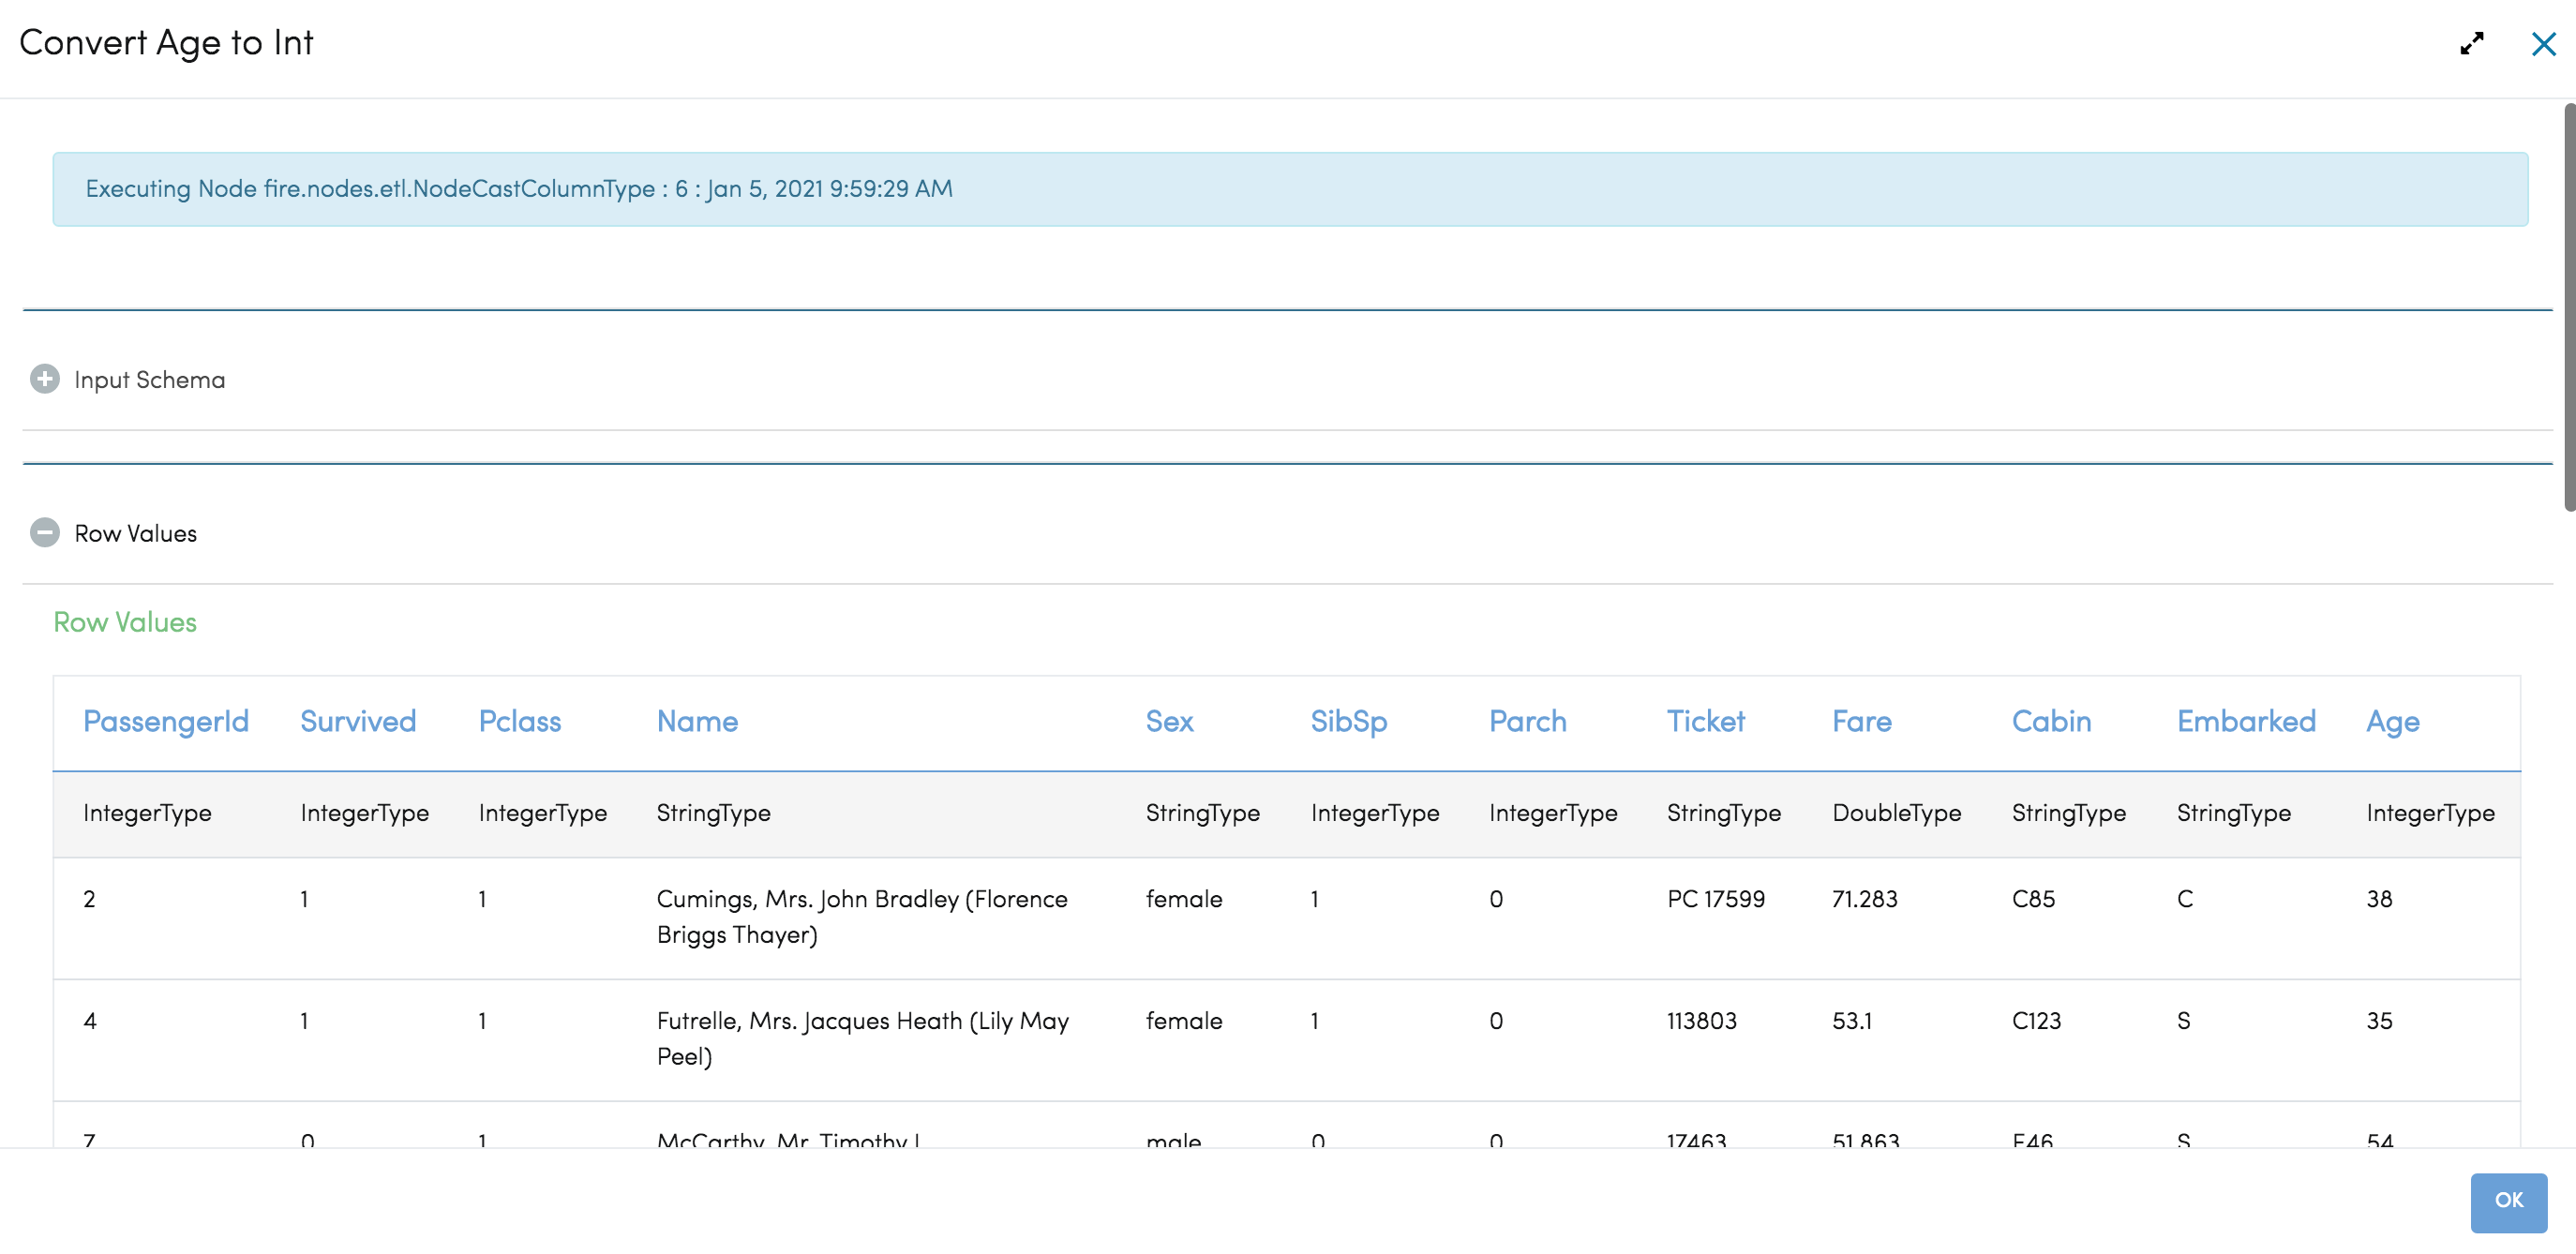 Convert Age to Int
Executing Node fire.nodes.etl.NodeCastColumnType : 6 : Jan 5, 2021 9:59:29 AM
Input Schema
Row Values
Row Values
PassengerId Survived Pclass Name Sex SibSp Parch Ticket Fare Cabin Embarked Age
IntegerType IntegerType IntegerType StringType StringType IntegerType IntegerType StringType DoubleType StringType StringType IntegerType
2 1 1 Cumings, Mrs. John Bradley (Florence female 1 0 PC 17599 71.283 C85 C 38
Briggs Thayer)
4 1 1 Futrelle, Mrs. Jacques Heath (Lily May female 1 0 113803 53.1 C123 S 35
Peel)
7 0 1 McCarthy, Mr. Timothy J male 0 0 17463 51.863 E46 S 54
OK